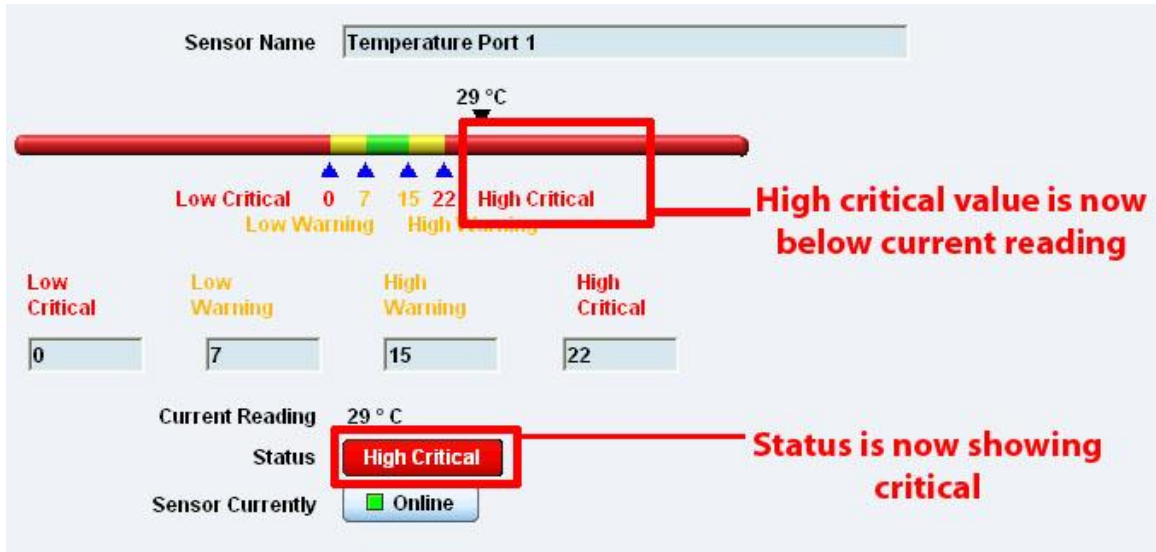 Sensor Name Temperature Port 1
29 °C
Low Critical 0 7 15 22 High Critical
Low Warning High Warning
High critical value is now
below current reading
Low Critical
Low Warning
High Warning
High Critical
0 7 15 22
Current Reading 29 ° C
Status High Critical
Status is now showing
critical
Sensor Currently Online